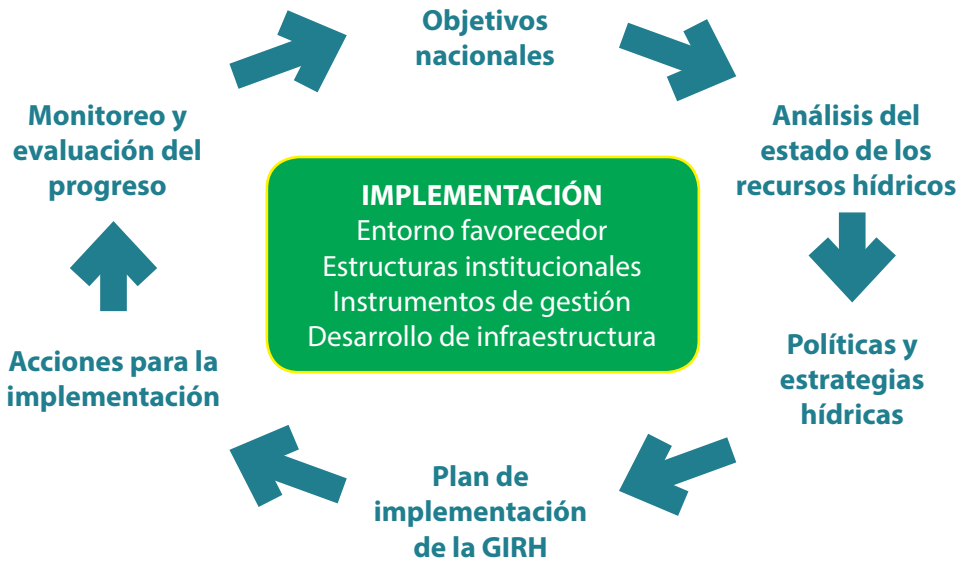 Objetivos
nacionales
Análisis del
estado de los
recursos hídricos
Políticas y
estrategias
hídricas
Plan de
implementación
de la GIRH
Acciones para la
implementación
Monitoreo y
evaluación del
progreso
IMPLEMENTACIÓN
Entorno favorecedor
Estructuras institucionales
Instrumentos de gestión
Desarrollo de infraestructura